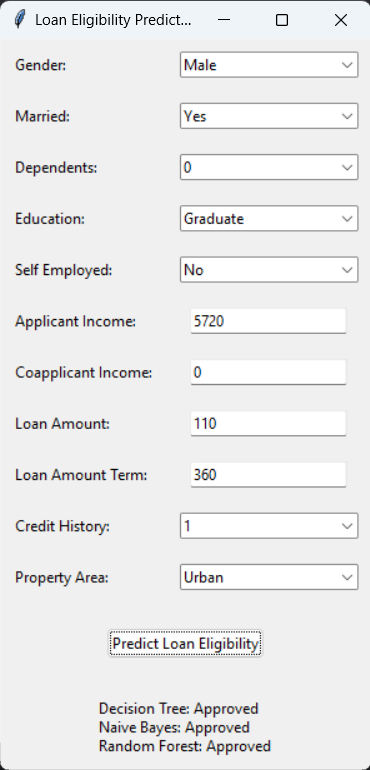 Loan Eligibility Predict...
Gender: Male
Married: Yes
Dependents: 0
Education: Graduate
Self Employed: No
Applicant Income: 5720
Coapplicant Income: 0
Loan Amount: 110
Loan Amount Term: 360
Credit History: 1
Property Area: Urban
Predict Loan Eligibility
Decision Tree: Approved
Naive Bayes: Approved
Random Forest: Approved